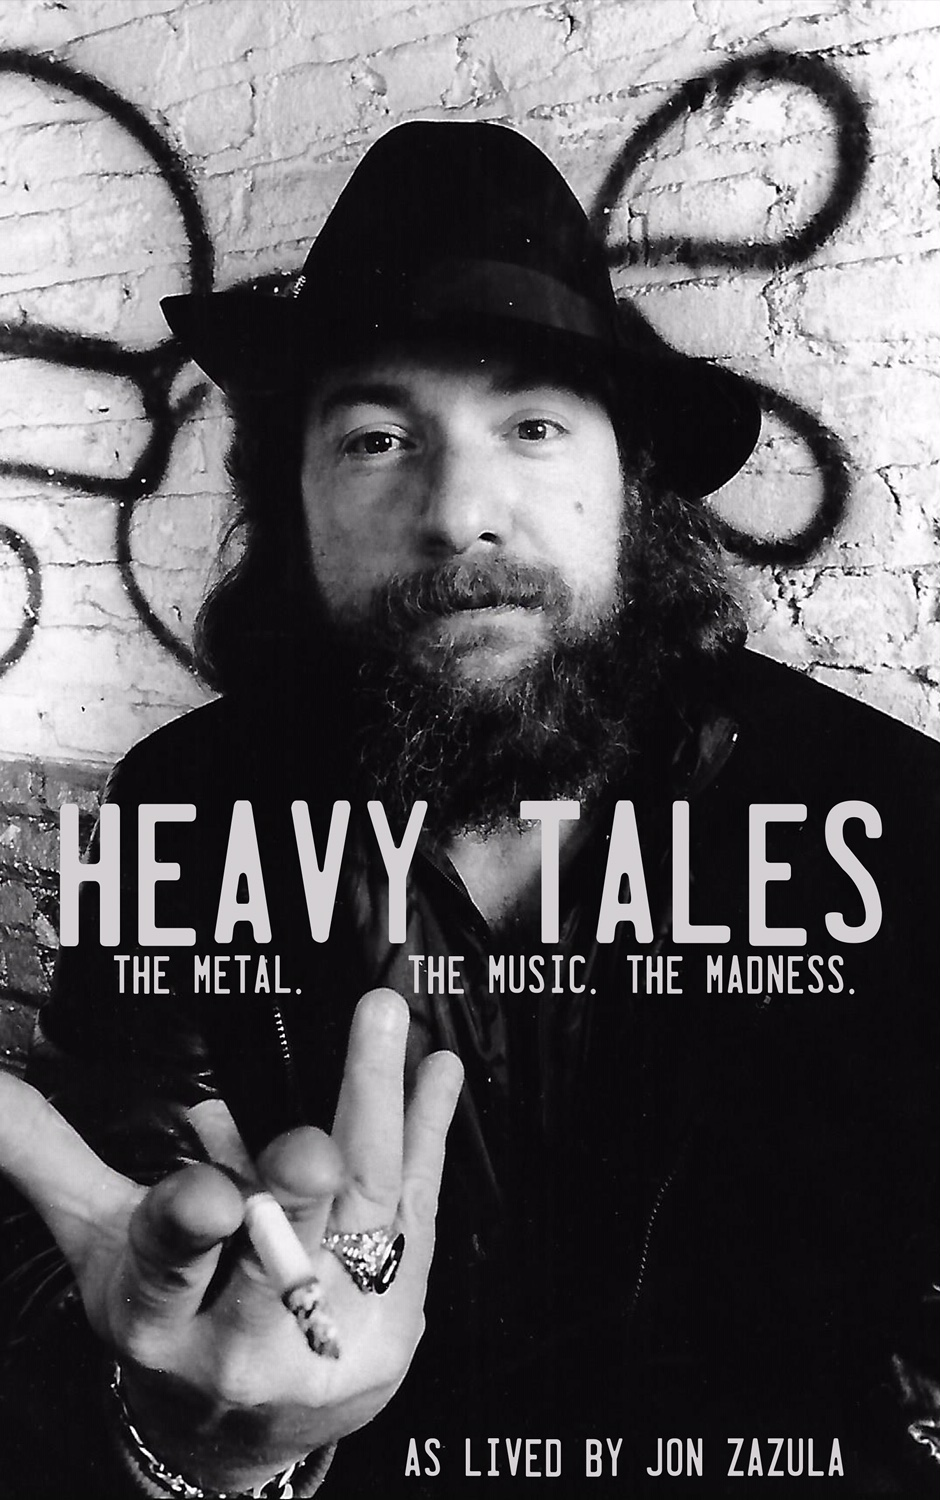 HEAVY TALES
THE METAL. THE MUSIC. THE MADNESS.
AS LIVED BY JON ZAZULA